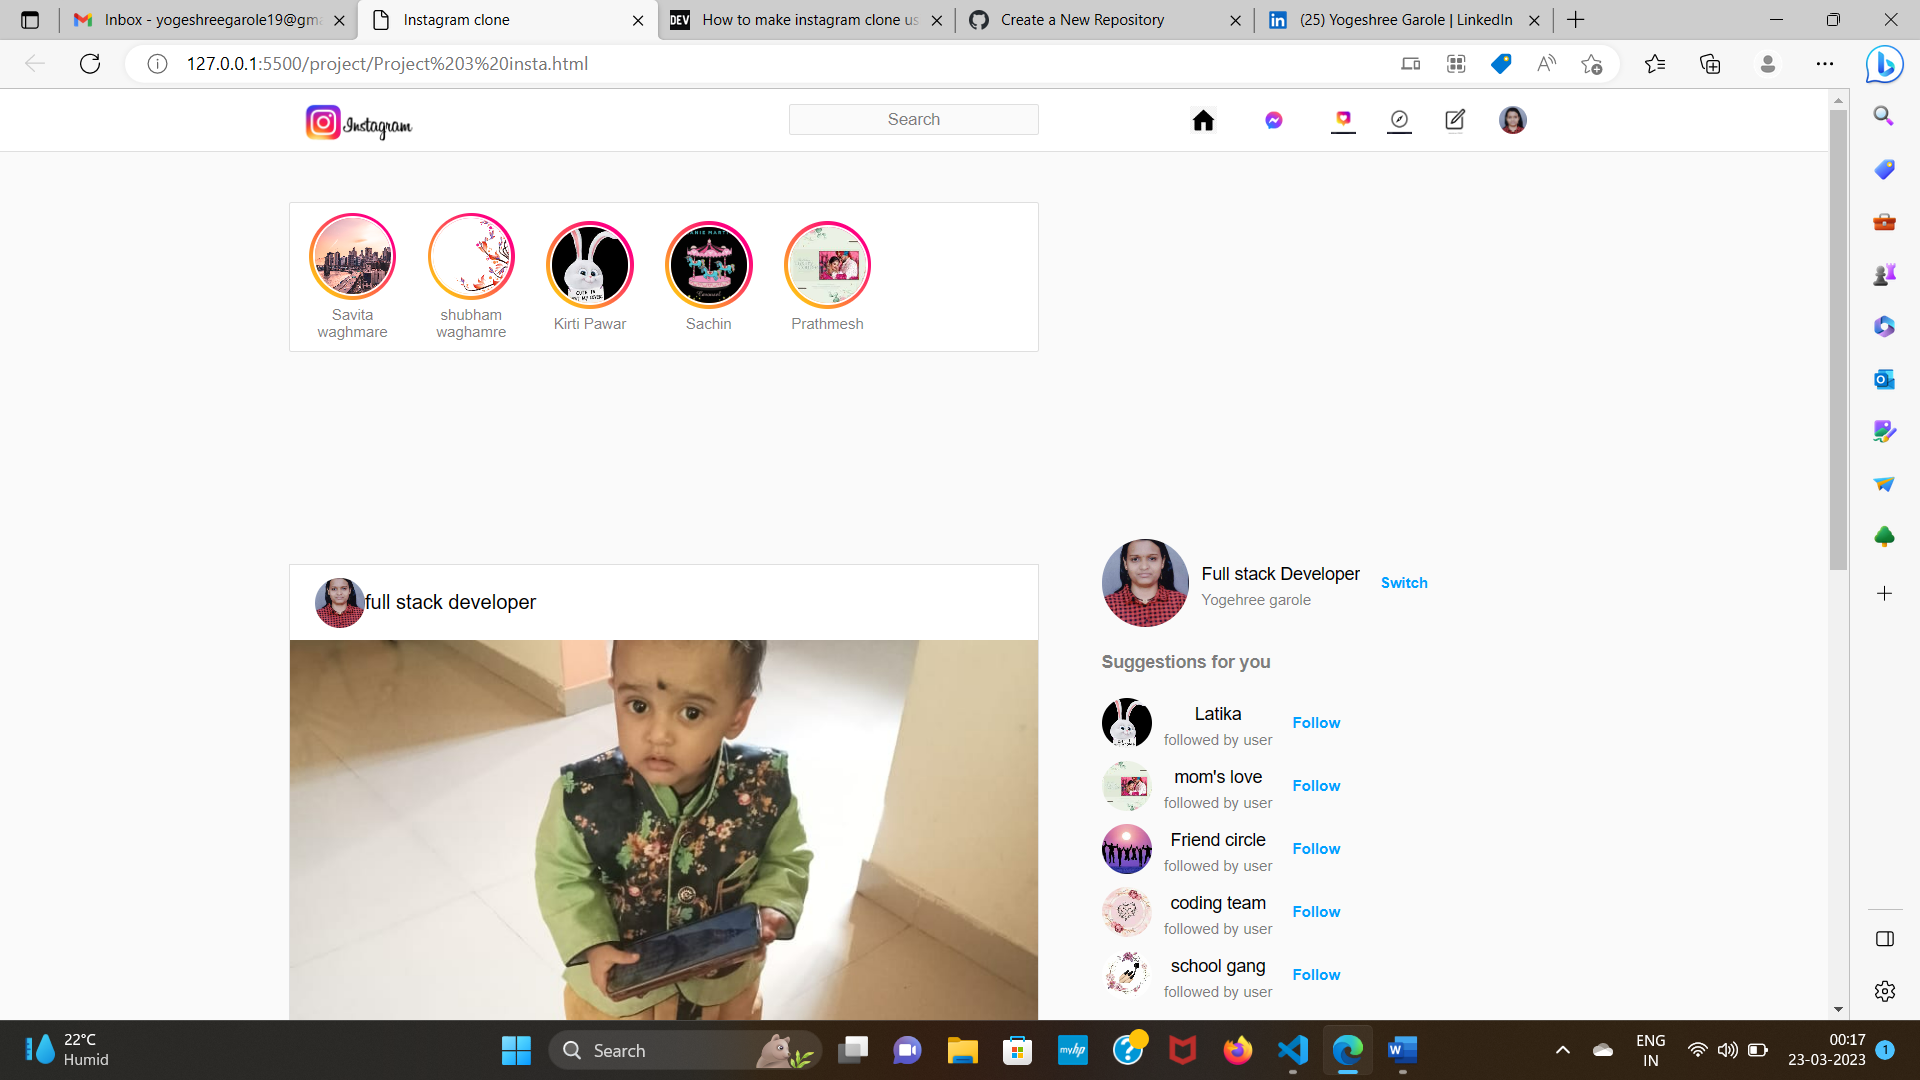 Inbox - yogeshreegarole19@gm
Instagram clone
DEV
How to make instagram clone us
Create a New Repository
(25) Yogeshree Garole | LinkedIn
127.0.0.1:5500/project/Project%203%20insta.html
Instagram
Search
Savita
waghmare
shubham
waghamre
Kirti Pawar
Sachin
Prathmesh
full stack developer
Full stack Developer
Yogehree garole
Switch
Suggestions for you
Latika
followed by user
Follow
mom's love
followed by user
Follow
Friend circle
followed by user
Follow
coding team
followed by user
Follow
school gang
followed by user
Follow
22°C
Humid
Search
myhp
ENG
IN
00:17
23-03-2023
1